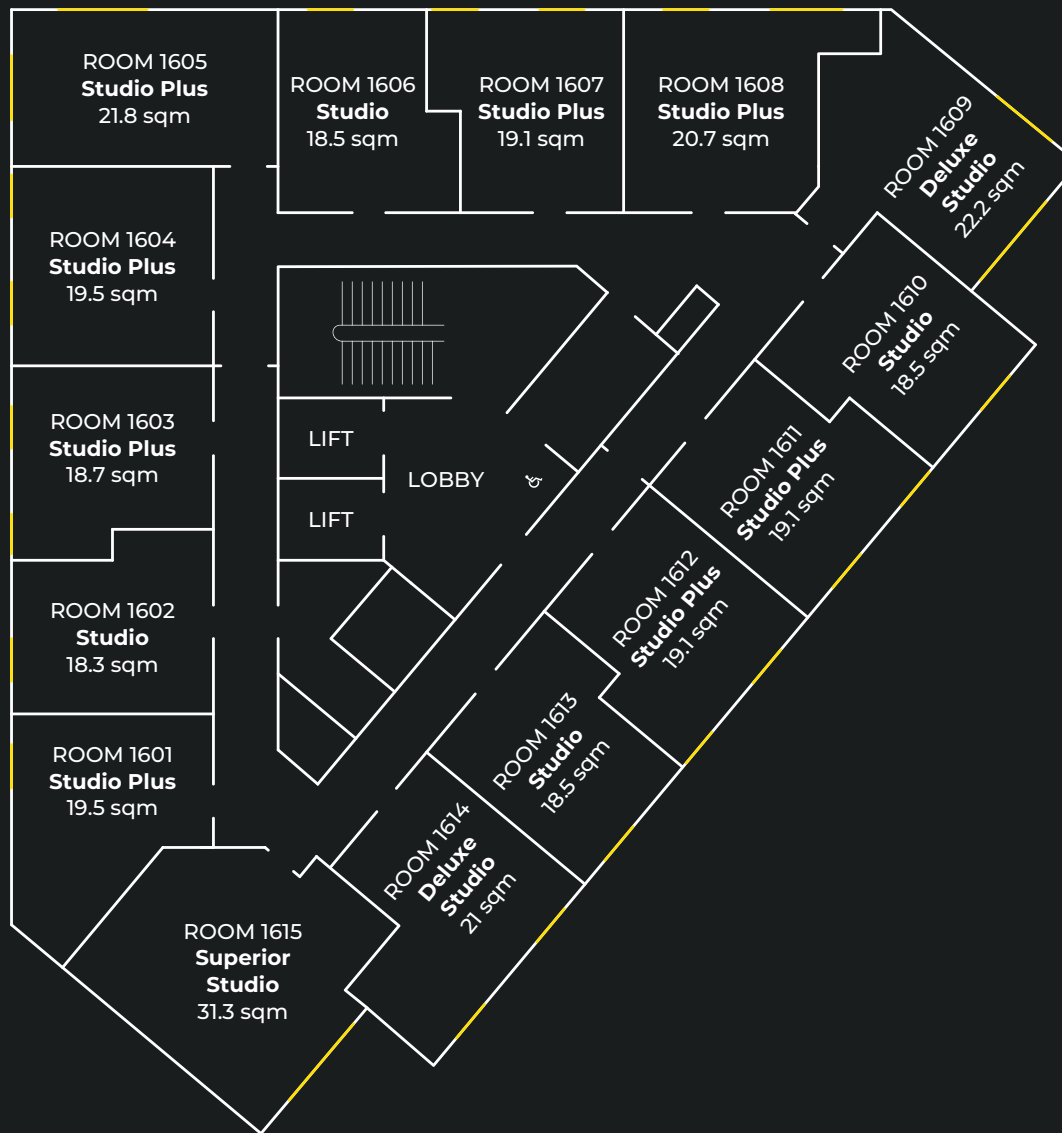 ROOM 1605
Studio Plus
21.8 sqm
ROOM 1606
Studio
18.5 sqm
ROOM 1607
Studio Plus
19.1 sqm
ROOM 1608
Studio Plus
20.7 sqm
ROOM 1609
Deluxe
Studio
22.2 sqm
ROOM 1604
Studio Plus
19.5 sqm
ROOM 1610
Studio
18.5 sqm
ROOM 1603
Studio Plus
18.7 sqm
LIFT
LOBBY
LIFT
ROOM 1611
Studio Plus
19.1 sqm
ROOM 1602
Studio
18.3 sqm
ROOM 1612
Studio Plus
19.1 sqm
ROOM 1601
Studio Plus
19.5 sqm
ROOM 1613
Studio
18.5 sqm
ROOM 1614
Deluxe
Studio
21 sqm
ROOM 1615
Superior
Studio
31.3 sqm